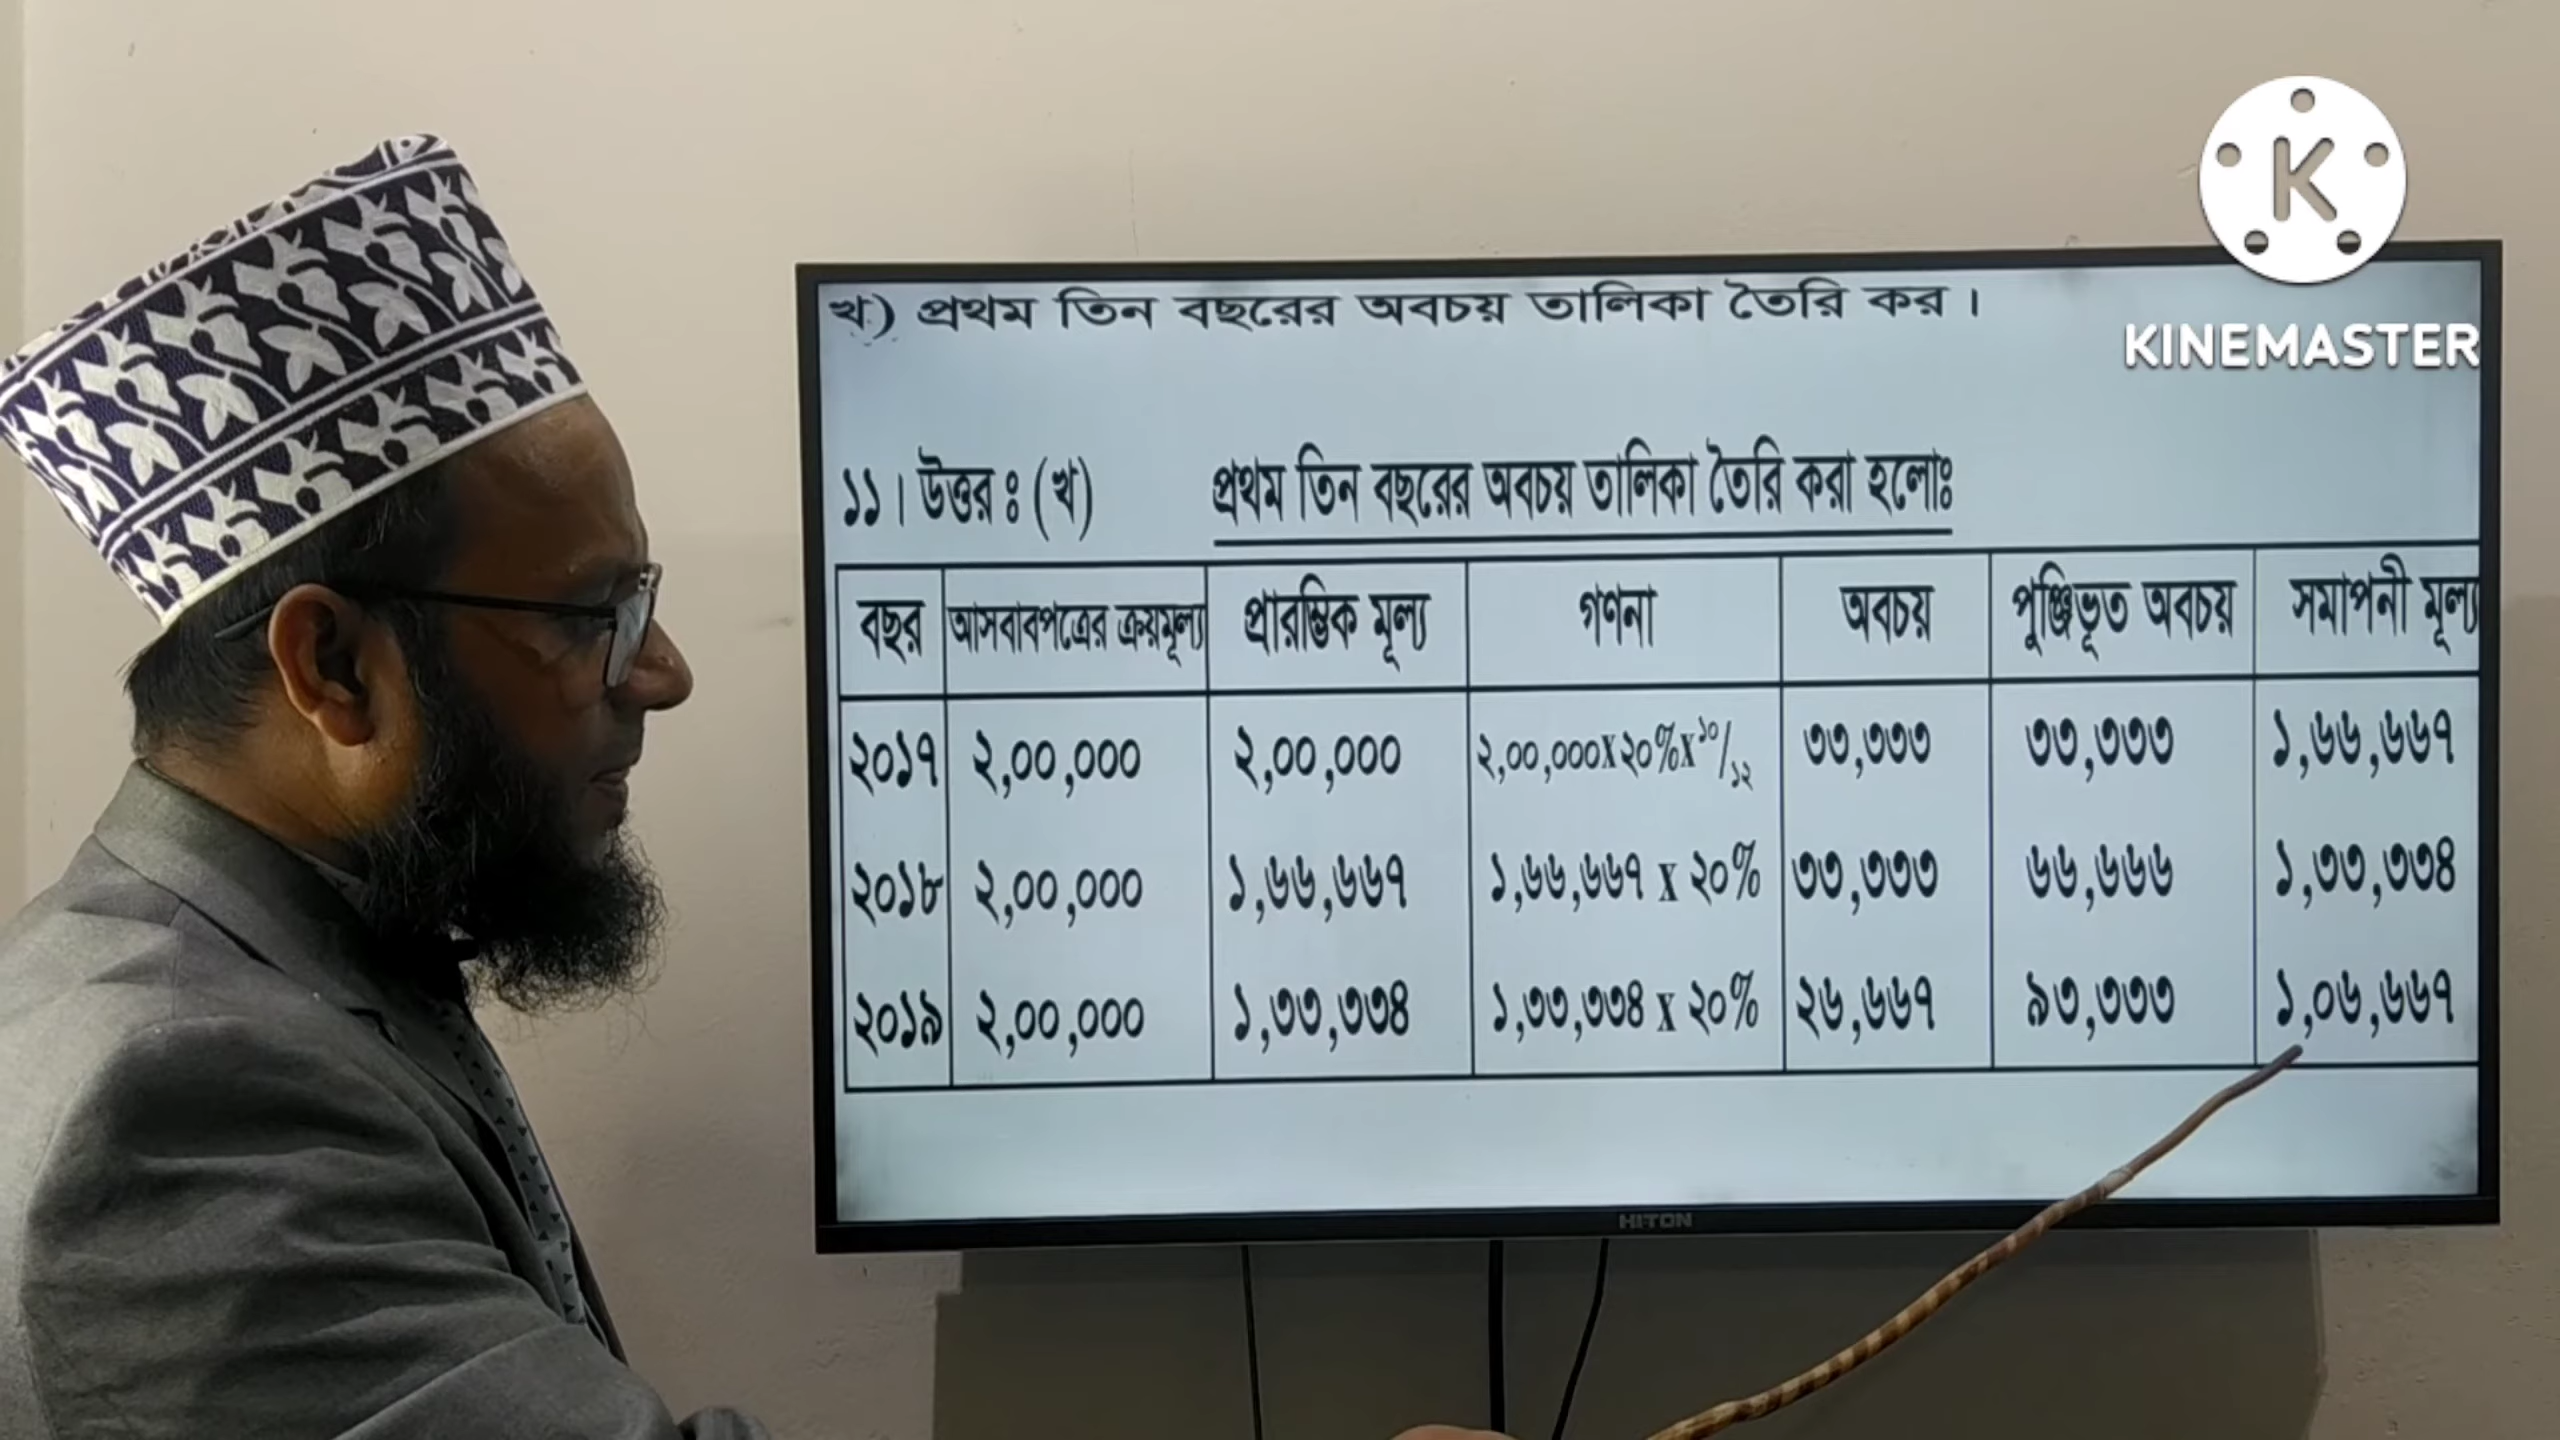 KINEMASTER
খ) প্রথম তিন বছরের অবচয় তালিকা তৈরি কর।
১১। উত্তর ঃ (খ) প্রথম তিন বছরের অবচয় তালিকা তৈরি করা হলোঃ
বছর আসবাবপত্রের ক্রয়মূল্য প্রারম্ভিক মূল্য গণনা অবচয় পুঞ্জিভূত অবচয় সমাপনী মূল্য
২০১৭ ২,০০,০০০ ২,০০,০০০ ২,০০,০০০x২০%x১০/১২ ৩৩,৩৩৩ ৩৩,৩৩৩ ১,৬৬,৬৬৭
২০১৮ ২,০০,০০০ ১,৬৬,৬৬৭ ১,৬৬,৬৬৭ x ২০% ৩৩,৩৩৩ ৬৬,৬৬৬ ১,৩৩,৩৩৪
২০১৯ ২,০০,০০০ ১,৩৩,৩৩৪ ১,৩৩,৩৩৪ x ২০% ২৬,৬৬৭ ৯৩,৩৩৩ ১,০৬,৬৬৭
HITON